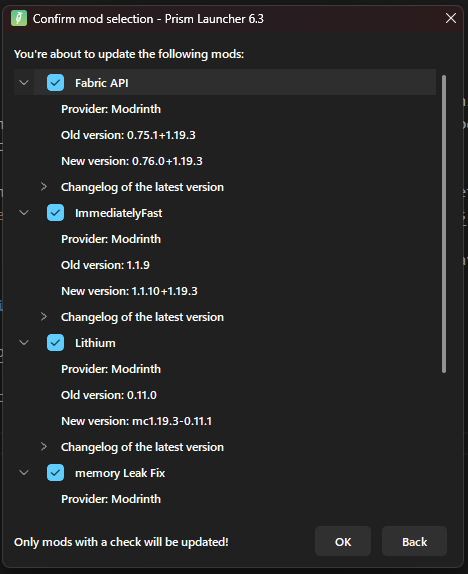 Confirm mod selection - Prism Launcher 6.3
You're about to update the following mods:
Fabric API
Provider: Modrinth
Old version: 0.75.1+1.19.3
New version: 0.76.0+1.19.3
Changelog of the latest version
ImmediatelyFast
Provider: Modrinth
Old version: 1.1.9
New version: 1.1.10+1.19.3
Changelog of the latest version
Lithium
Provider: Modrinth
Old version: 0.11.0
New version: mc1.19.3-0.11.1
Changelog of the latest version
memory Leak Fix
Provider: Modrinth
Only mods with a check will be updated!
OK
Back